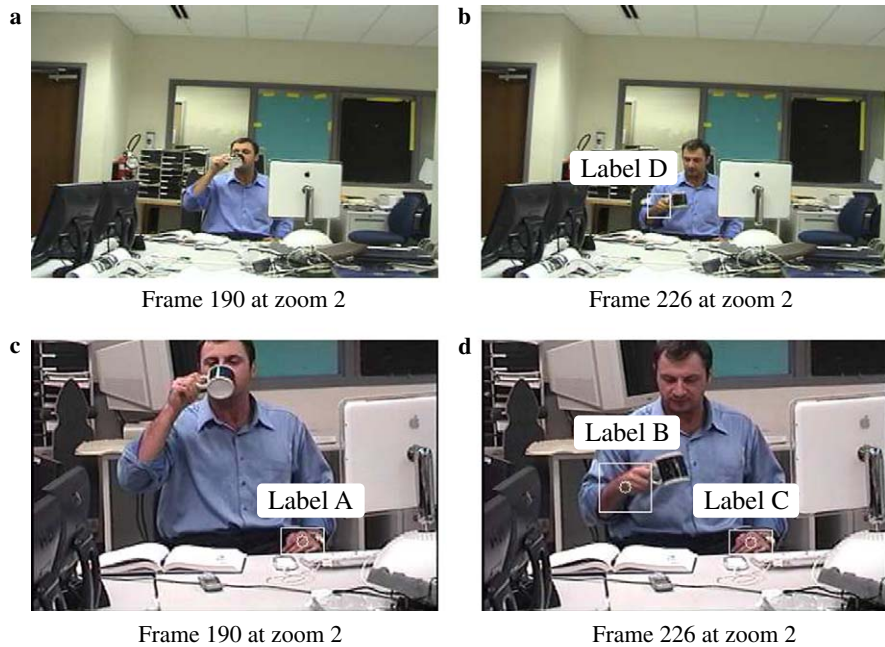 a
b
Label D
Frame 190 at zoom 2
Frame 226 at zoom 2
c
d
Label B
Label A
Label C
Frame 190 at zoom 2
Frame 226 at zoom 2